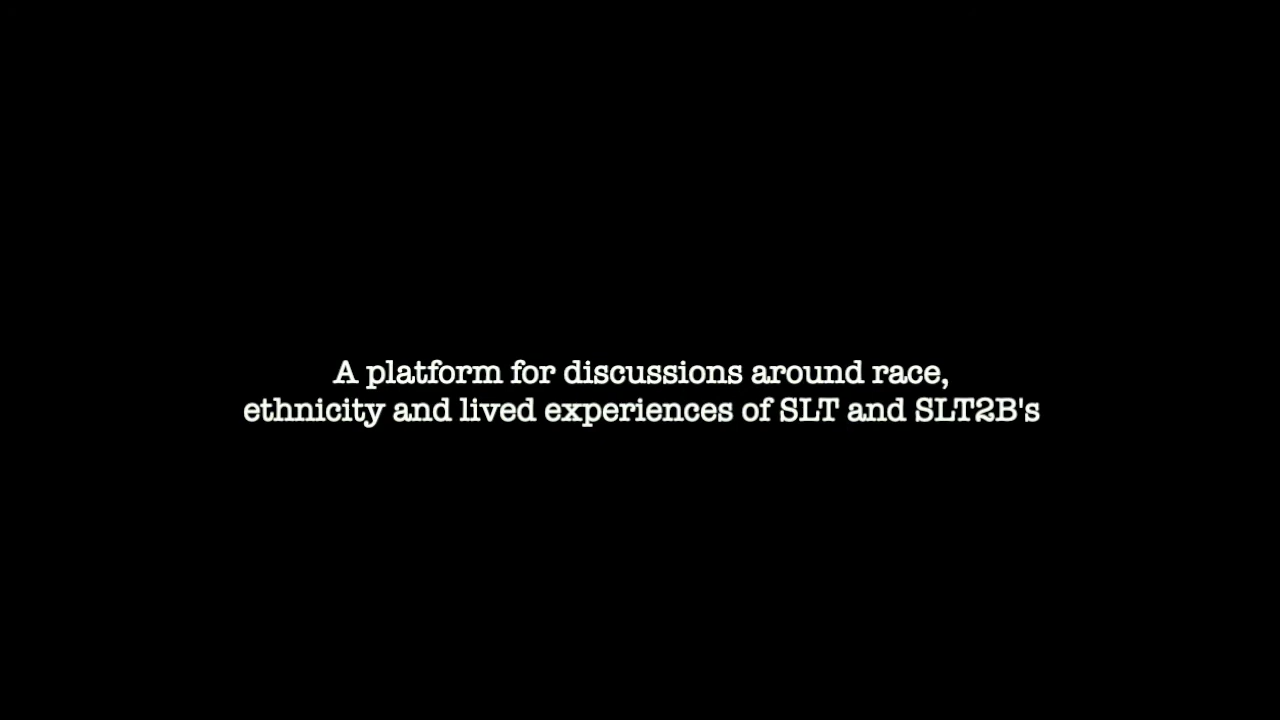 A platform for discussions around race,
ethnicity and lived experiences of SLT and SLT2B's